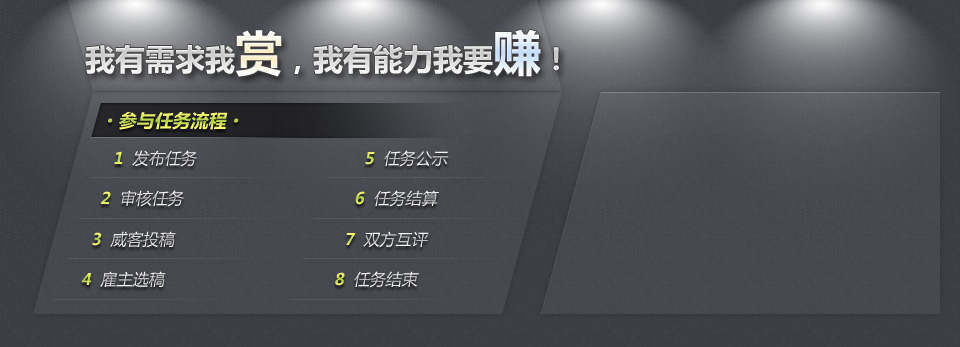 我有需求我赏，我有能力我要赚！
· 参与任务流程 ·
1 发布任务
2 审核任务
3 威客投稿
4 雇主选稿
5 任务公示
6 任务结算
7 双方互评
8 任务结束